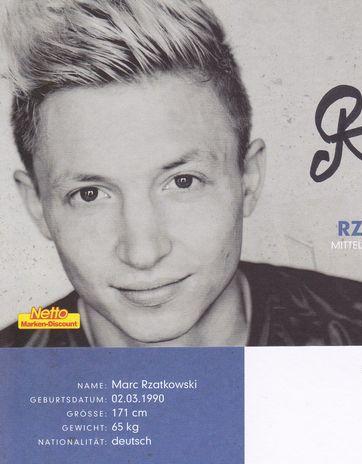 R
RZ
MITTEL
Netto
Marken-Discount
NAME: Marc Rzatkowski
GEBURTSDATUM: 02.03.1990
GRÖSSE: 171 cm
GEWICHT: 65 kg
NATIONALITÄT: deutsch